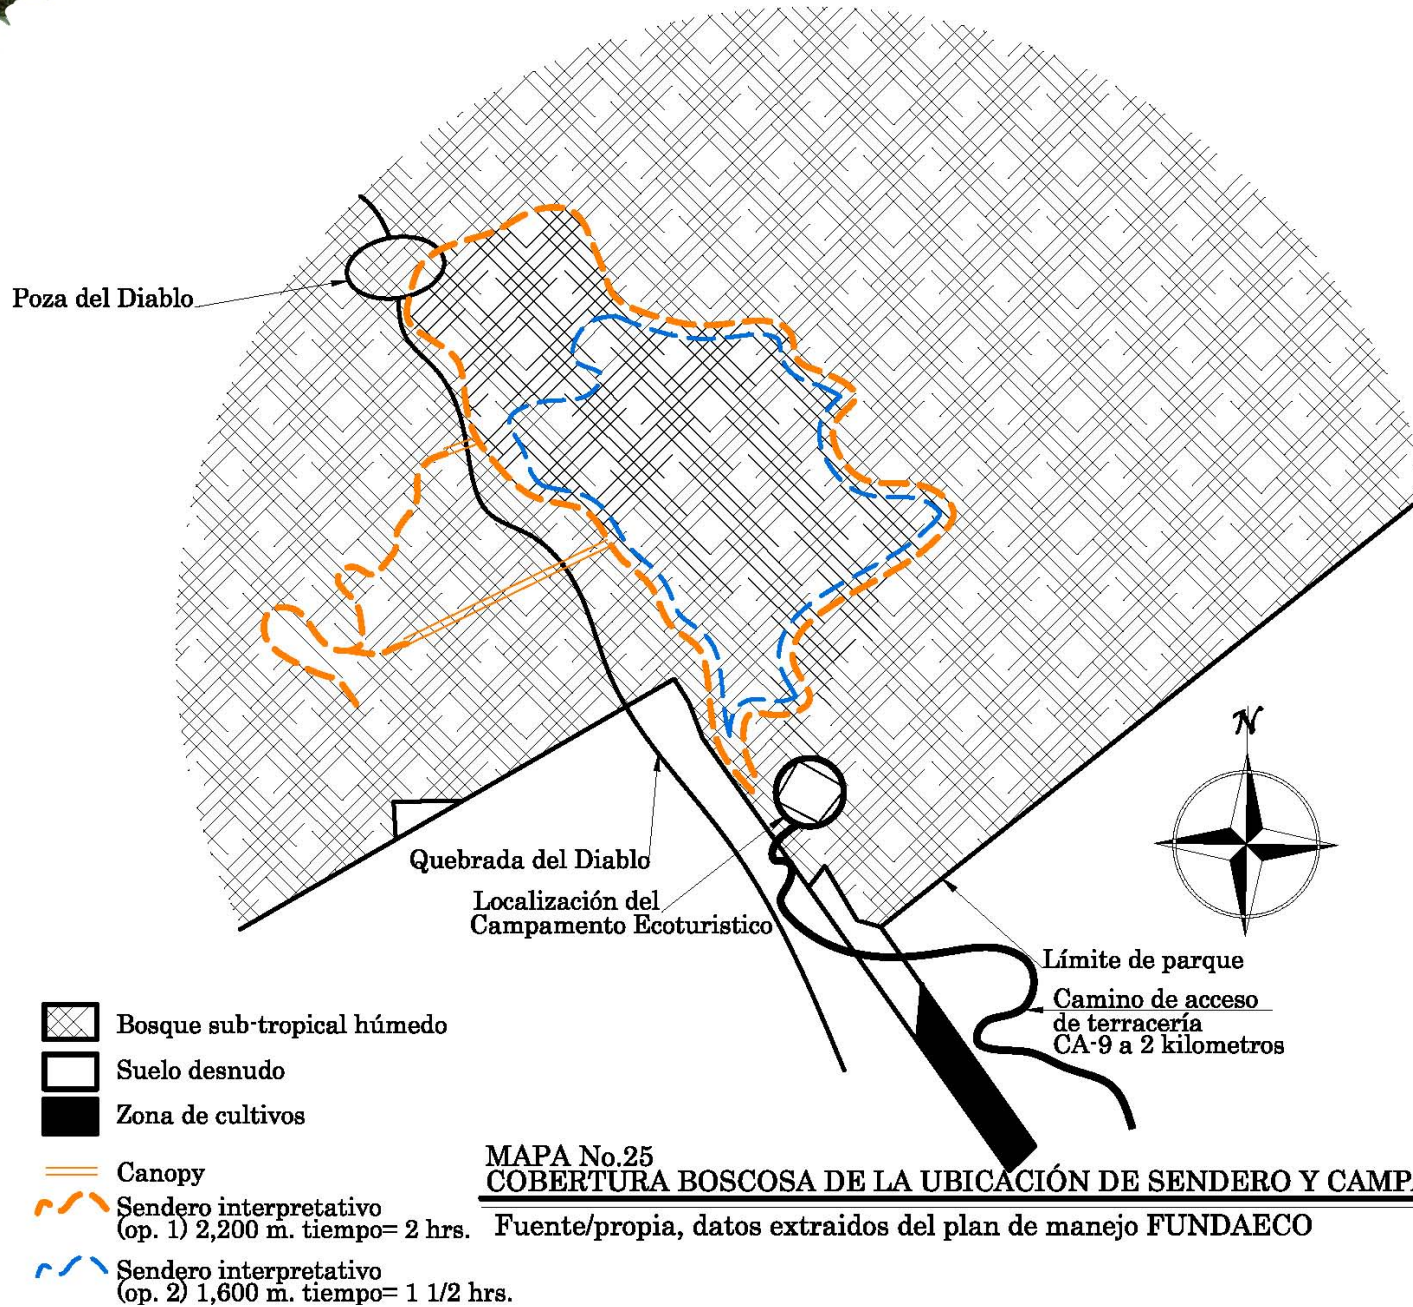 Poza del Diablo
N
Quebrada del Diablo
Localización del
Campamento Ecoturistico
Límite de parque
Camino de acceso
de terracería
CA-9 a 2 kilometros
Bosque sub-tropical húmedo
Suelo desnudo
Zona de cultivos
Canopy
Sendero interpretativo
(op. 1) 2,200 m. tiempo= 2 hrs.
Sendero interpretativo
(op. 2) 1,600 m. tiempo= 1 1/2 hrs.
MAPA No.25
COBERTURA BOSCOSA DE LA UBICACIÓN DE SENDERO Y CAMPA
Fuente/propia, datos extraidos del plan de manejo FUNDAECO